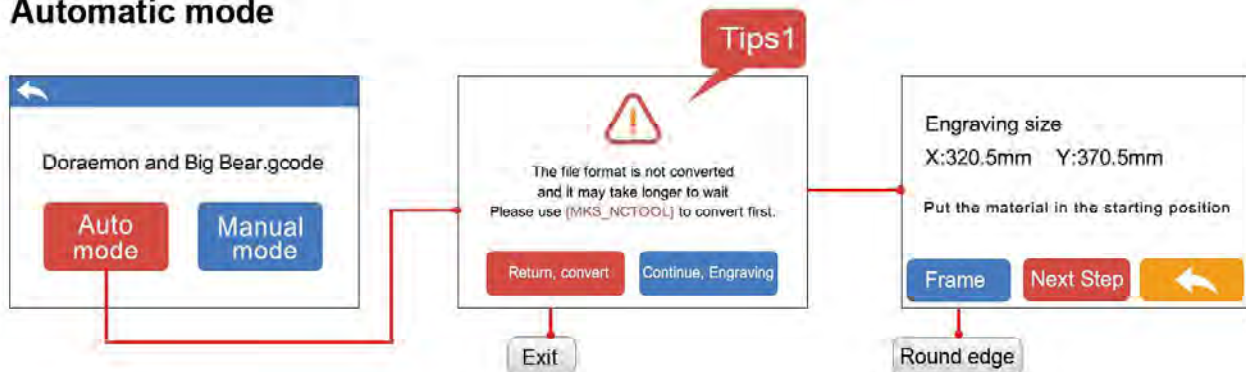 Automatic mode
Tips1
Doraemon and Big Bear.gcode
Auto
mode
Manual
mode
The file format is not converted
and it may take longer to wait
Please use [MKS_NCTOOL] to convert first.
Return, convert
Continue, Engraving
Exit
Engraving size
X:320.5mm Y:370.5mm
Put the material in the starting position
Frame
Next Step
Round edge